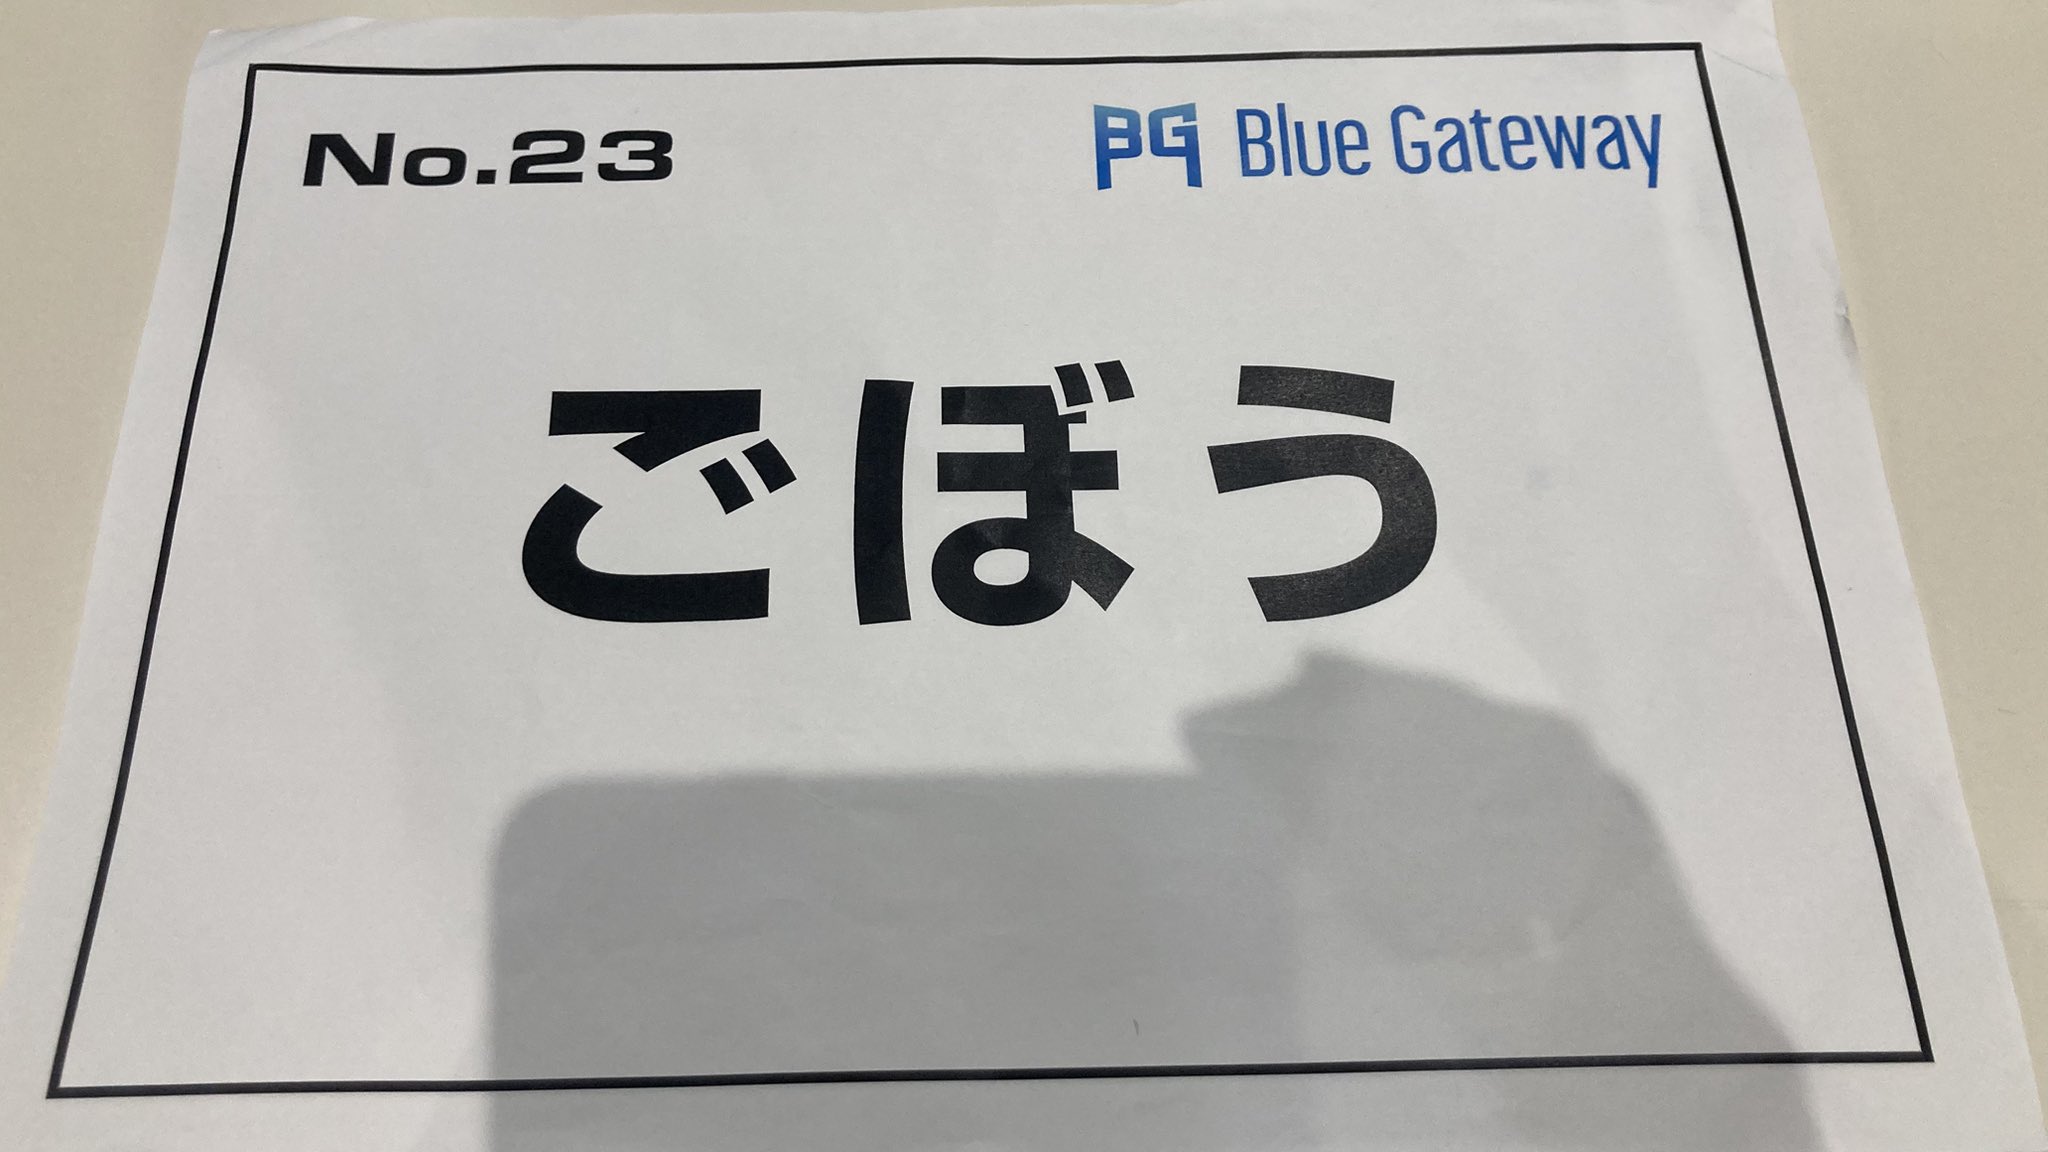 No.23
BG Blue Gateway
ごぼう